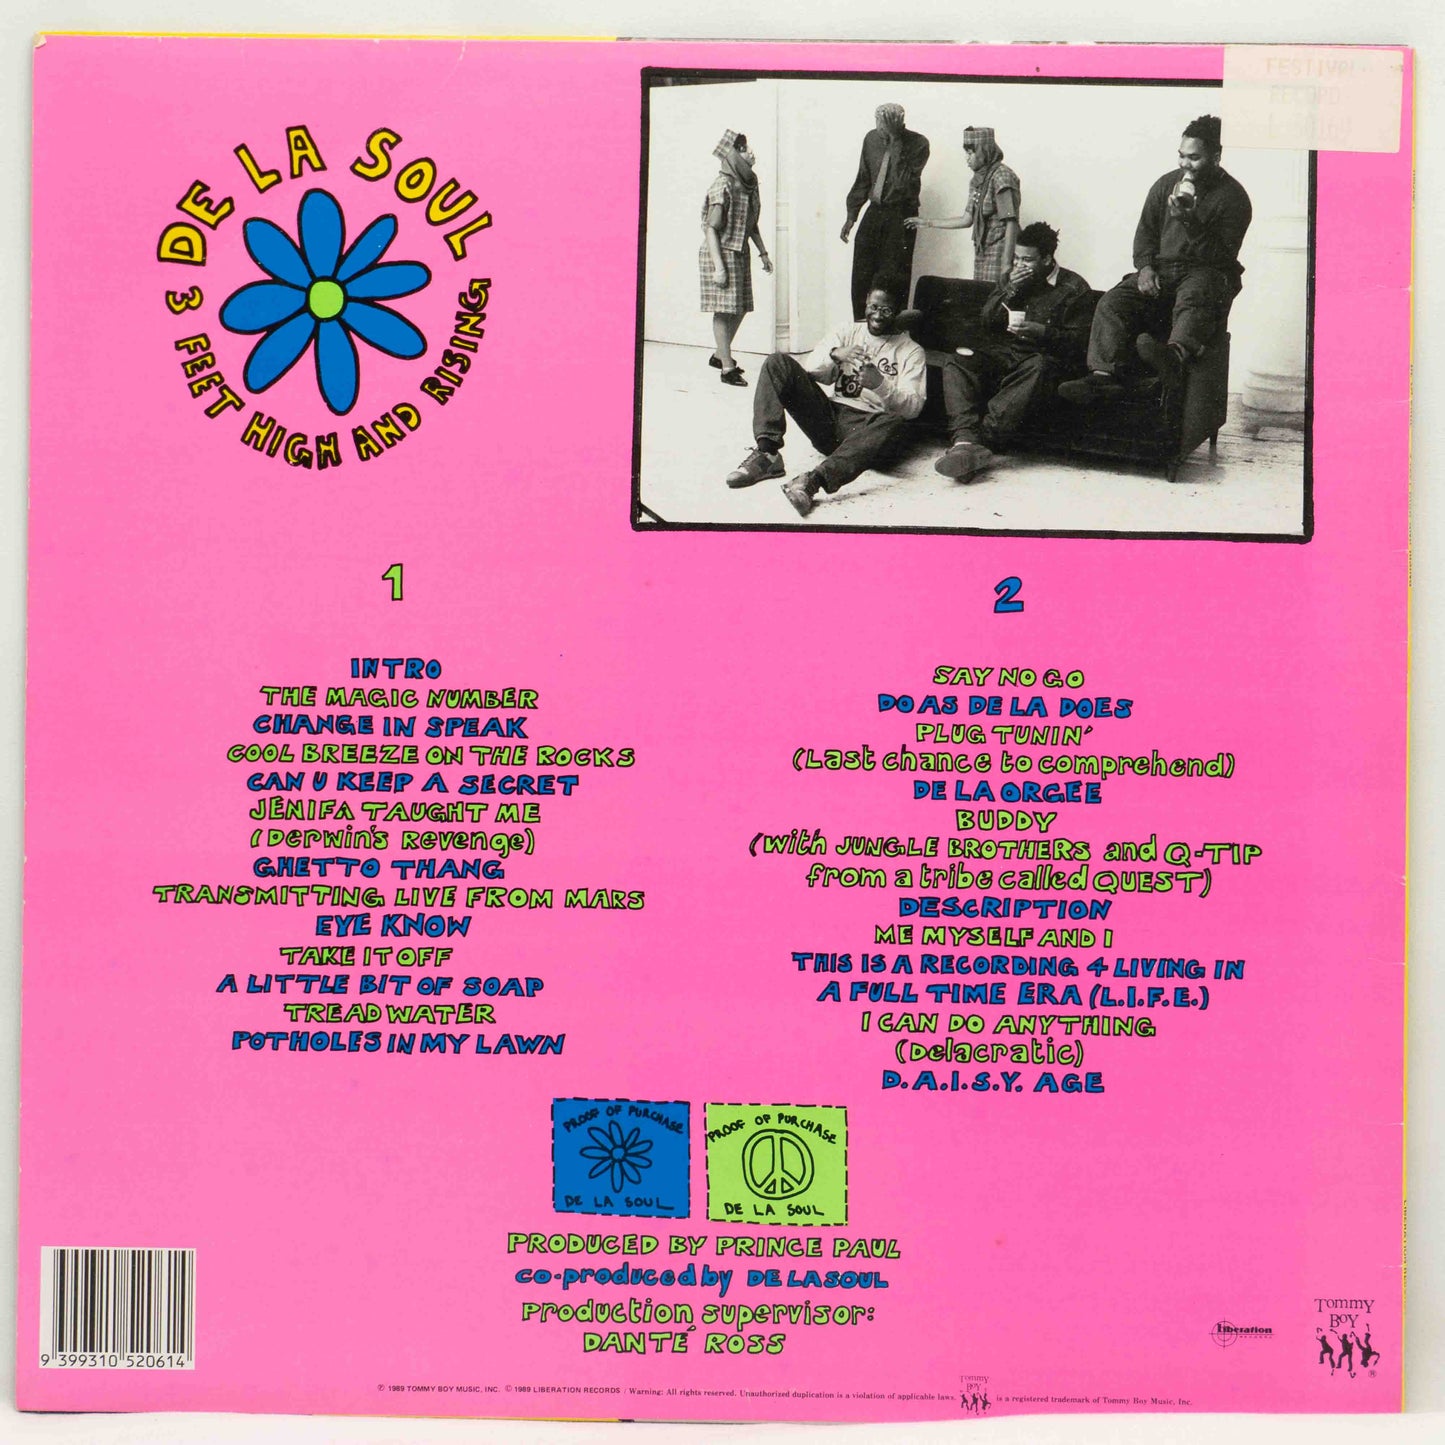 DE LA SOUL
3 FEET HIGH AND RISING
FESTIVAL
RECORD
1
INTRO
THE MAGIC NUMBER
CHANGE IN SPEAK
COOL BREEZE ON THE ROCKS
CAN U KEEP A SECRET
JENIFA TAUGHT ME
(Derwin's Revenge)
GHETTO THANG
TRANSMITTING LIVE FROM MARS
EYE KNOW
TAKE IT OFF
A LITTLE BIT OF SOAP
TREAD WATER
POTHOLES IN MY LAWN
2
SAY NO GO
DO AS DE LA DOES
PLUG TUNIN'
(Last chance to comprehend)
DE LA ORGEE
BUDDY
(with JUNGLE BROTHERS and Q-TIP
from a tribe called QUEST)
DESCRIPTION
ME MYSELF AND I
THIS IS A RECORDING 4 LIVING IN
A FULL TIME ERA (L.I.F.E.)
I CAN DO ANYTHING
(Delacratic)
D.A.I.S.Y. AGE
PROOF OF PURCHASE
DE LA SOUL
PROOF OF PURCHASE
DE LA SOUL
PRODUCED BY PRINCE PAUL
co-produced by DE LA SOUL
Production supervisor:
DANTÉ ROSS
9 399310 520614
Liberation
RECORDS
Tommy
Boy
®
℗ 1989 TOMMY BOY MUSIC, INC. © 1989 LIBERATION RECORDS / Warning: All rights reserved. Unauthorized duplication is a violation of applicable laws. Tommy Boy is a registered trademark of Tommy Boy Music, Inc.